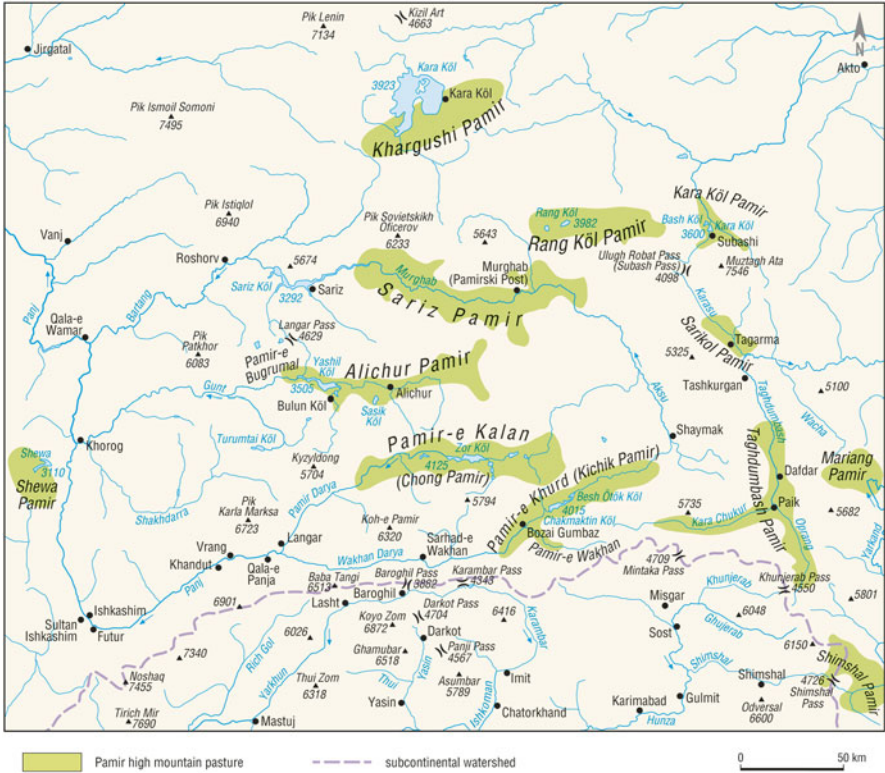 Pik Lenin
7134
Kizil Art
4663
N
Jirgatal
Akto
Kara Köl
3923
Kara Köl
Khargushi Pamir
Pik Ismoil Somoni
7495
Kara Köl Pamir
Pik Istiqlol
6940
Pik Sovietskikh
Oficerov
6233
5643
Rang Köl
3982
Rang Köl Pamir
Bash Köl
3600
Kara Köl
Subashi
Vanj
Roshorv
5674
Murghab
Murghab
(Pamirski Post)
Ulugh Robat Pass
(Subash Pass)
4098
Muztagh Ata
7546
Sariz Köl
3292
Sariz
Sariz Pamir
Panj
Bartang
Karasu
Qala-e
Wamar
Langar Pass
4629
Pik
Patkhor
6083
Pamir-e
Bugrumal
Yashil
Köl
Alichur Pamir
Sarikol Pamir
Tagarma
5325
Tashkurgan
5100
Gunt
3505
Bulun Köl
Alichur
Sasik
Köl
Aksu
Taghdumbash
Wacha
Khorog
Turumtai Köl
Pamir-e Kalan
Shaymak
Shewa
3110
Shewa
Pamir
Kyzyldong
5704
Zor Köl
4125
(Chong Pamir)
Pamir-e Khurd (Kichik Pamir)
Taghdumbash Pamir
Dafdar
Mariang
Pamir
Pamir Darya
5794
Besh Ötök Köl
4015
Chakmaktin Köl
5735
Paik
5682
Shakhdarra
Pik
Karla Marksa
6723
Koh-e Pamir
6320
Bozai Gumbaz
Kara Chukur
Oprang
Yarkand
Langar
Sarhad-e
Wakhan
Pamir-e Wakhan
Vrang
Khandut
Qala-e
Panja
Wakhan Darya
4709
Mintaka Pass
Panj
Baba Tangi
6513
Baroghil Pass
3882
Karambar Pass
4343
Khunjerab
Khunjerab Pass
4550
Ishkashim
Sultan
Ishkashim
Futur
6901
Lasht
Baroghil
Darkot Pass
4704
6416
Karambar
Misgar
6048
5801
Rich Gol
6026
Koyo Zom
6872
Darkot
Sost
Ghujerab
6150
7340
Ghamubar
6518
Panji Pass
4567
Yasin
Shimshal
Shimshal Pamir
Noshaq
7455
Yarkhun
Thui Zom
6318
Thui
Asumbar
5789
Imit
Shimshal
4726
Shimshal
Pass
Tirich Mir
7690
Mastuj
Yasin
Ishkoman
Chatorkhand
Karimabad
Gulmit
Hunza
Odversal
6600
Pamir high mountain pasture
subcontinental watershed
0
50 km